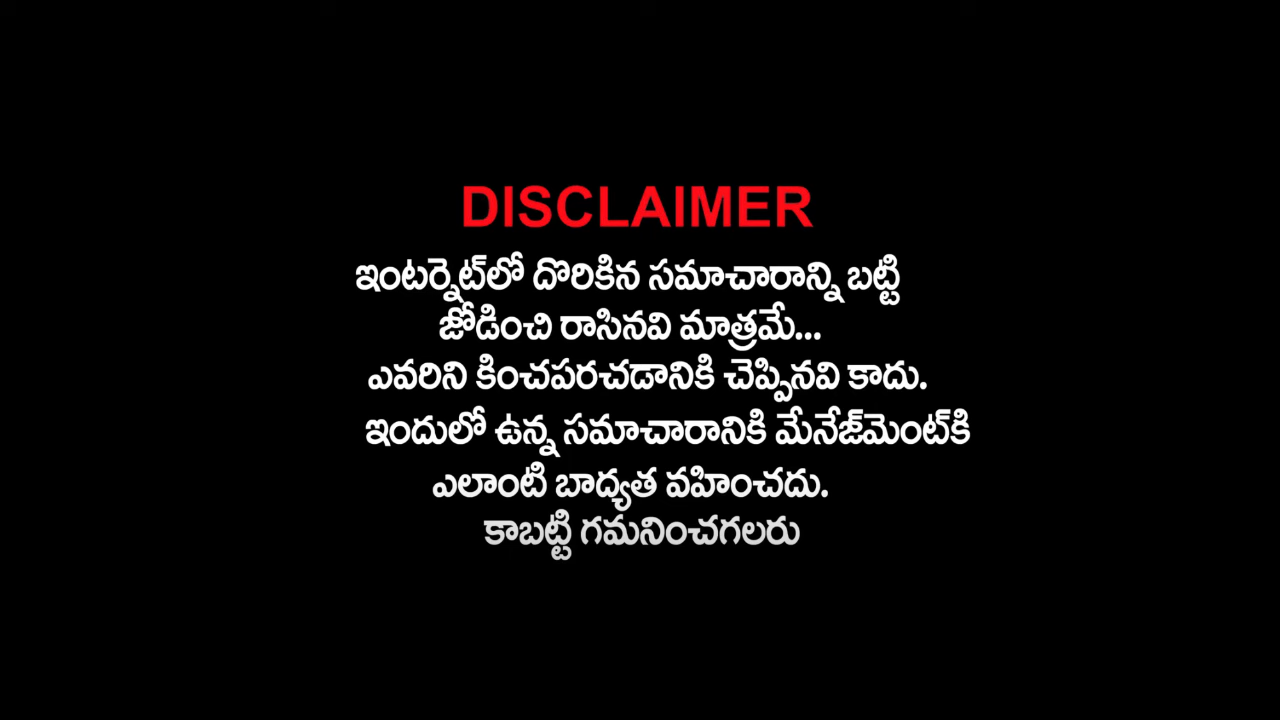 DISCLAIMER
ఇంటర్నెట్‌లో దొరికిన సమాచారాన్ని బట్టి
జోడించి రాసినవి మాత్రమే...
ఎవరిని కించపరచడానికి చెప్పినవి కాదు.
ఇందులో ఉన్న సమాచారానికి మేనేజ్‌మెంట్‌కి
ఎలాంటి బాద్యత వహించదు.
కాబట్టి గమనించగలరు